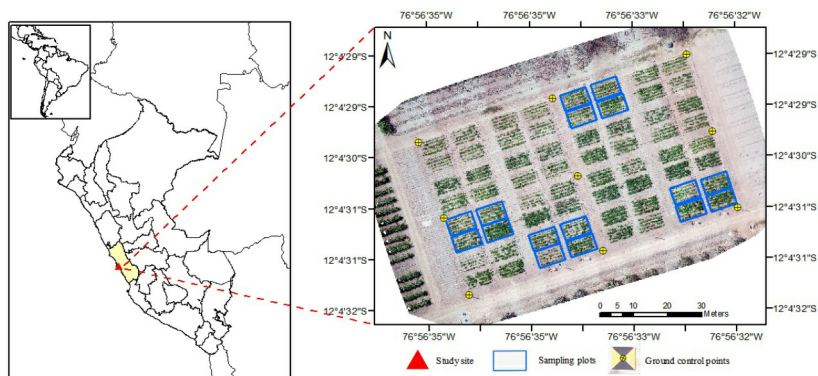 76°56'35"W 76°56'35"W 76°56'33"W 76°56'32"W
N
12°4'29"S 12°4'29"S
12°4'29"S 12°4'29"S
12°4'30"S 12°4'30"S
12°4'31"S 12°4'31"S
12°4'31"S 12°4'31"S
12°4'32"S 12°4'32"S
0 5 10 20 30
Meters
76°56'35"W 76°56'35"W 76°56'33"W 76°56'32"W
Study site Sampling plots Ground control points